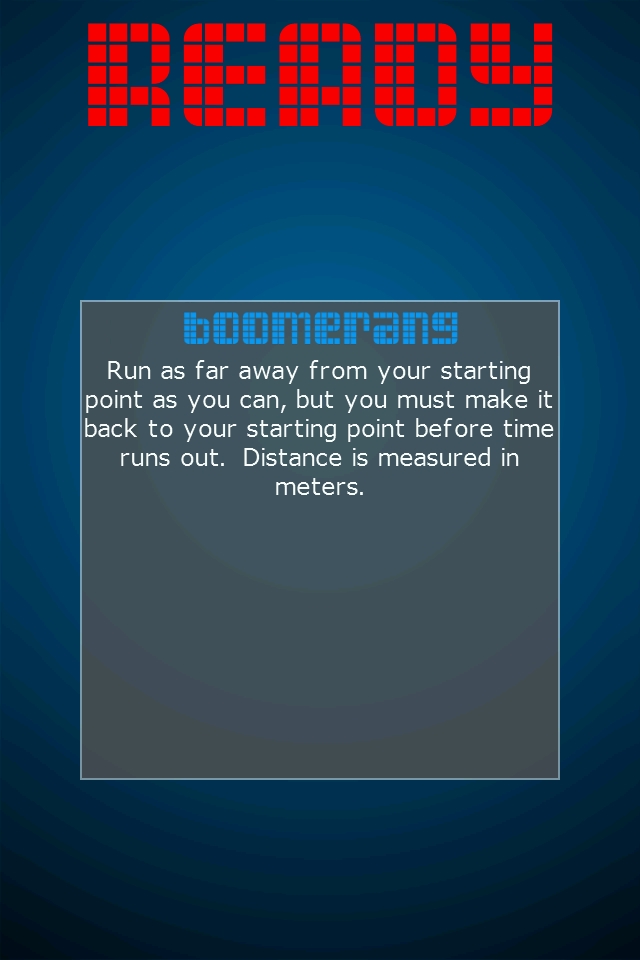 READY
boomerang
Run as far away from your starting
point as you can, but you must make it
back to your starting point before time
runs out.  Distance is measured in
meters.